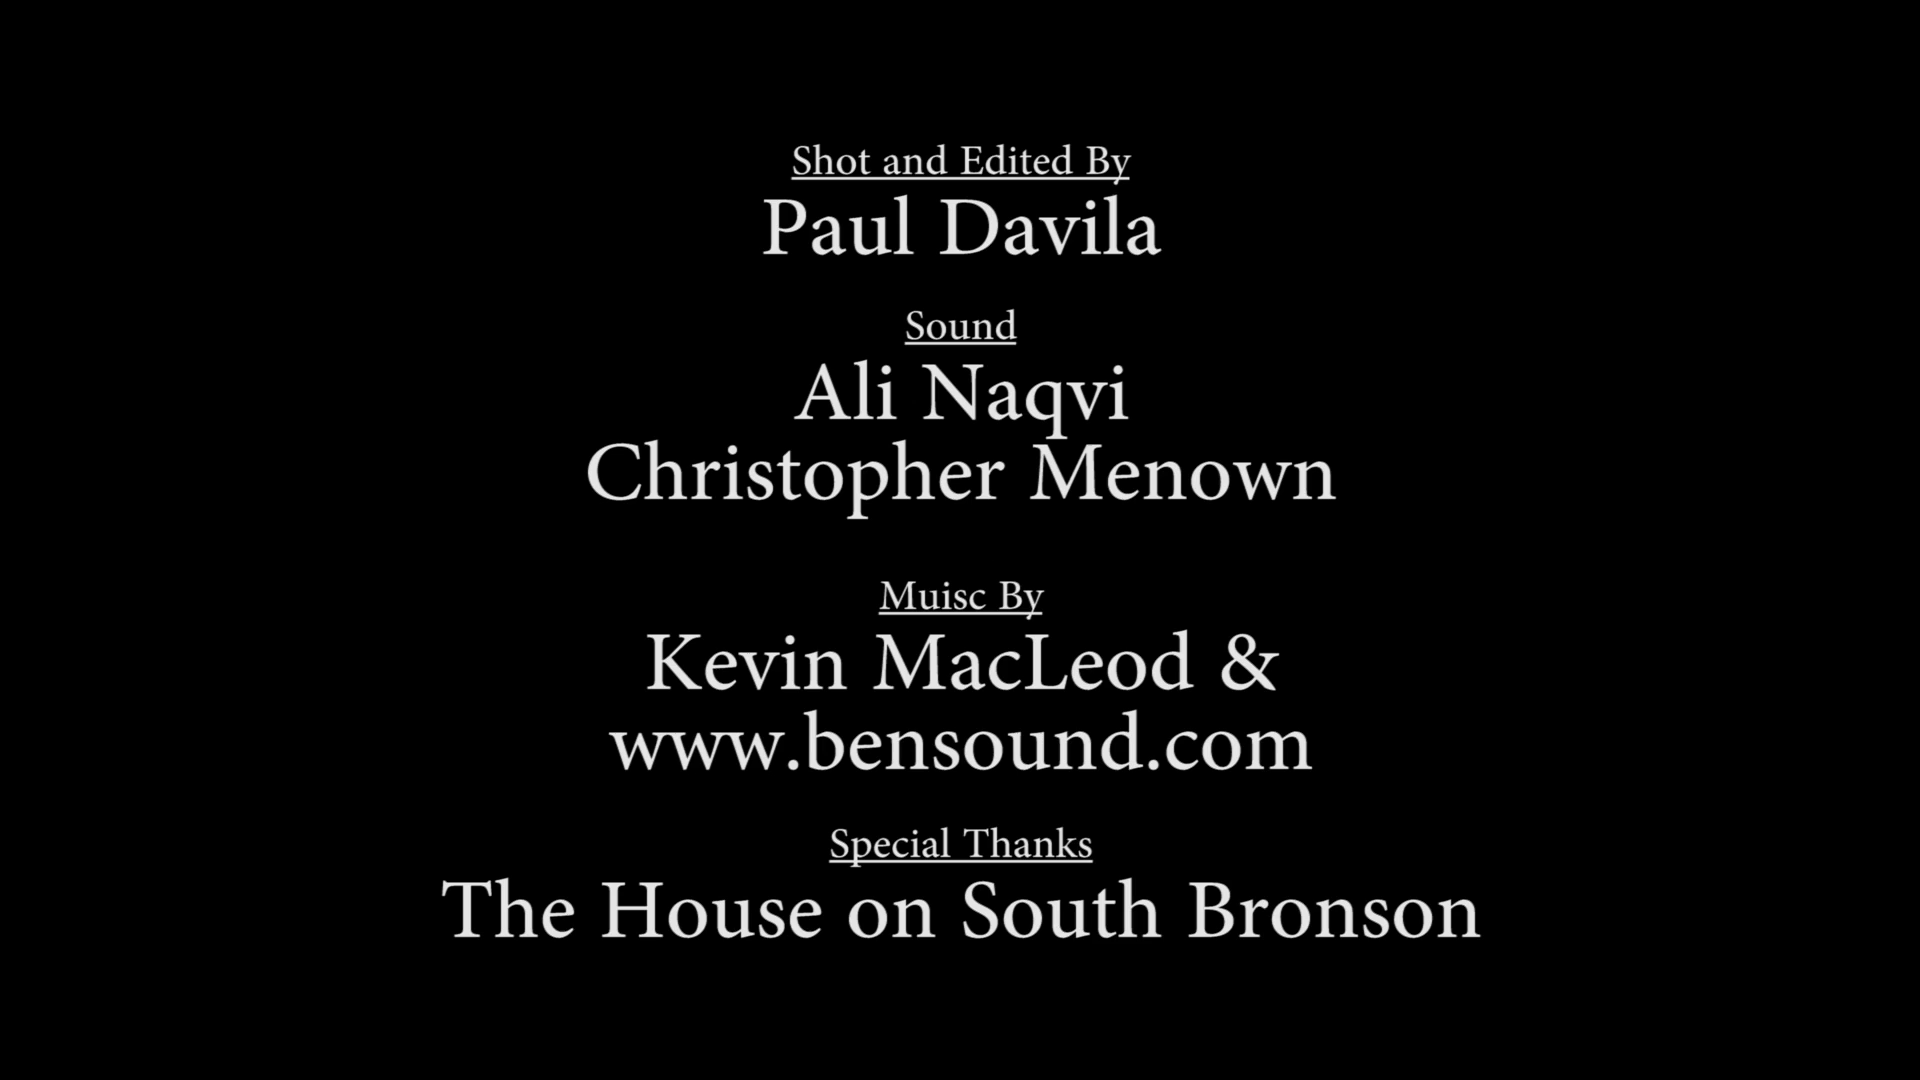 Shot and Edited By
Paul Davila
Sound
Ali Naqvi
Christopher Menown
Muisc By
Kevin MacLeod &
www.bensound.com
Special Thanks
The House on South Bronson